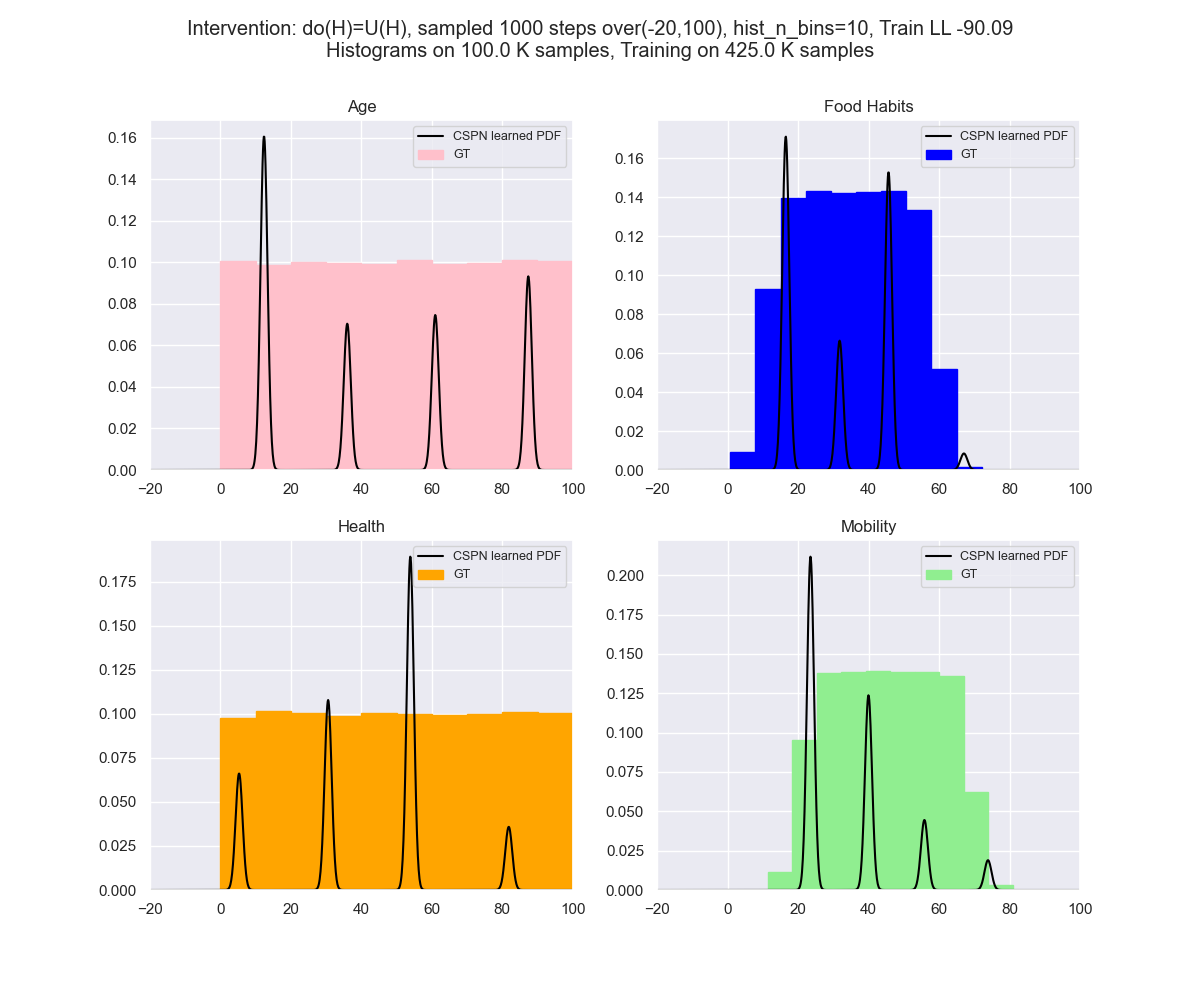 Intervention: do(H)=U(H), sampled 1000 steps over(-20,100), hist_n_bins=10, Train LL -90.09
Histograms on 100.0 K samples, Training on 425.0 K samples
Age
CSPN learned PDF
GT
0.16
0.14
0.12
0.10
0.08
0.06
0.04
0.02
0.00
−20 0 20 40 60 80 100
Food Habits
CSPN learned PDF
GT
0.16
0.14
0.12
0.10
0.08
0.06
0.04
0.02
0.00
−20 0 20 40 60 80 100
Health
CSPN learned PDF
GT
0.175
0.150
0.125
0.100
0.075
0.050
0.025
0.000
−20 0 20 40 60 80 100
Mobility
CSPN learned PDF
GT
0.200
0.175
0.150
0.125
0.100
0.075
0.050
0.025
0.000
−20 0 20 40 60 80 100